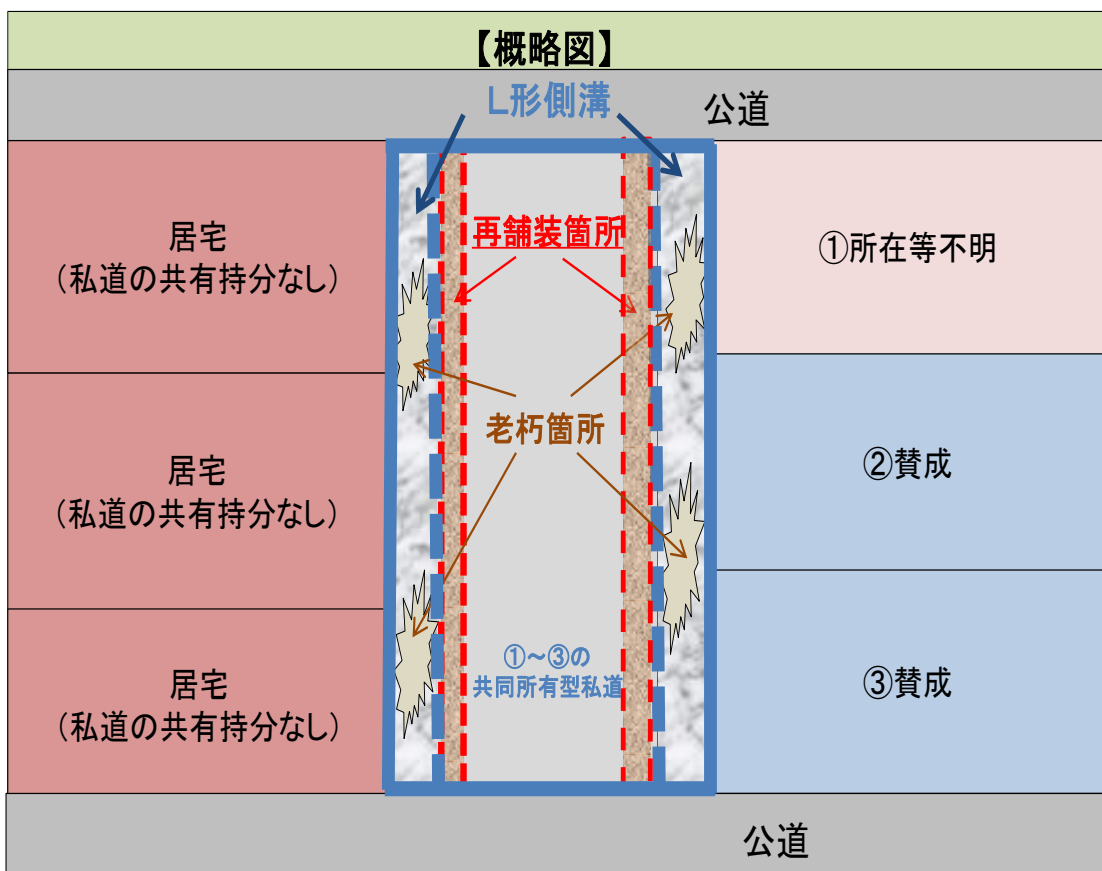 【概略図】
L形側溝
公道
居宅
（私道の共有持分なし）
再舗装箇所
①所在等不明
老朽箇所
居宅
（私道の共有持分なし）
②賛成
①～③の
共同所有型私道
居宅
（私道の共有持分なし）
③賛成
公道